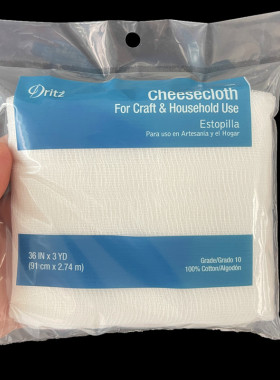 Dritz
Cheesecloth
For Craft & Household Use
Estopilla
Para uso en Artesanía y el Hogar
36 IN x 3 YD
(91 cm x 2.74 m)
Grade/Grado 10
100% Cotton/Algodón